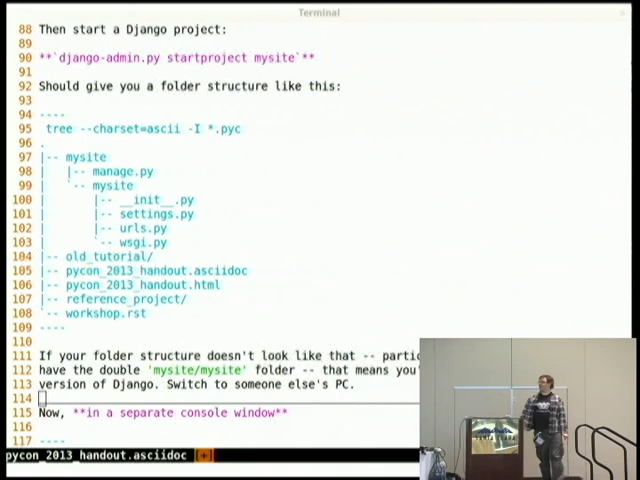 Terminal
88 Then start a Django project:
89
90 **`django-admin.py startproject mysite`**
91
92 Should give you a folder structure like this:
93
94 ----
95 tree --charset=ascii -I *.pyc
96 .
97 |-- mysite
98 |   |-- manage.py
99 |   `-- mysite
100 |       |-- __init__.py
101 |       |-- settings.py
102 |       |-- urls.py
103 |       `-- wsgi.py
104 |-- old_tutorial/
105 |-- pycon_2013_handout.asciidoc
106 |-- pycon_2013_handout.html
107 |-- reference_project/
108 `-- workshop.rst
109 ----
110
111 If your folder structure doesn't look like that -- partic
112 have the double 'mysite/mysite' folder -- that means you'
113 version of Django. Switch to someone else's PC.
114
115 Now, **in a separate console window**
116
117 ----
pycon_2013_handout.asciidoc [+]